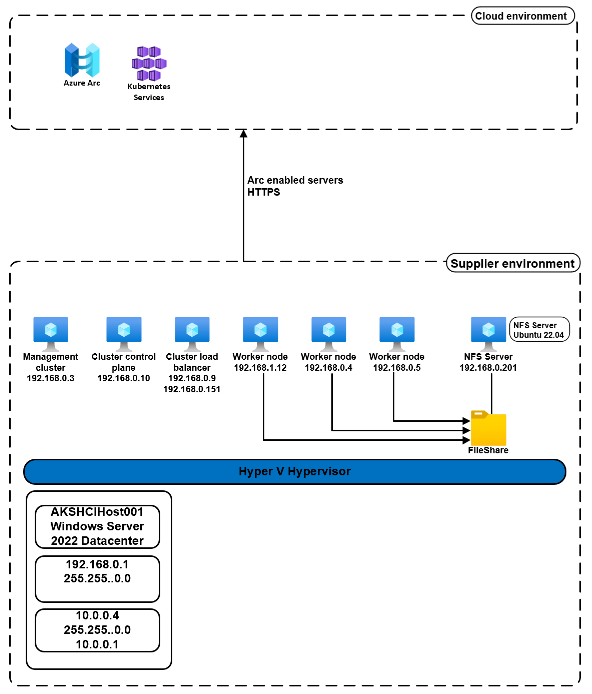 Cloud environment
Azure Arc
Kubernetes
Services
Arc enabled servers
HTTPS
Supplier environment
NFS Server
Ubuntu 22.04
Management
cluster
192.168.0.3
Cluster control
plane
192.168.0.10
Cluster load
balancer
192.168.0.9
192.168.0.151
Worker node
192.168.1.12
Worker node
192.168.0.4
Worker node
192.168.0.5
NFS Server
192.168.0.201
FileShare
Hyper V Hypervisor
AKSHCIHost001
Windows Server
2022 Datacenter
192.168.0.1
255.255..0.0
10.0.0.4
255.255..0.0
10.0.0.1